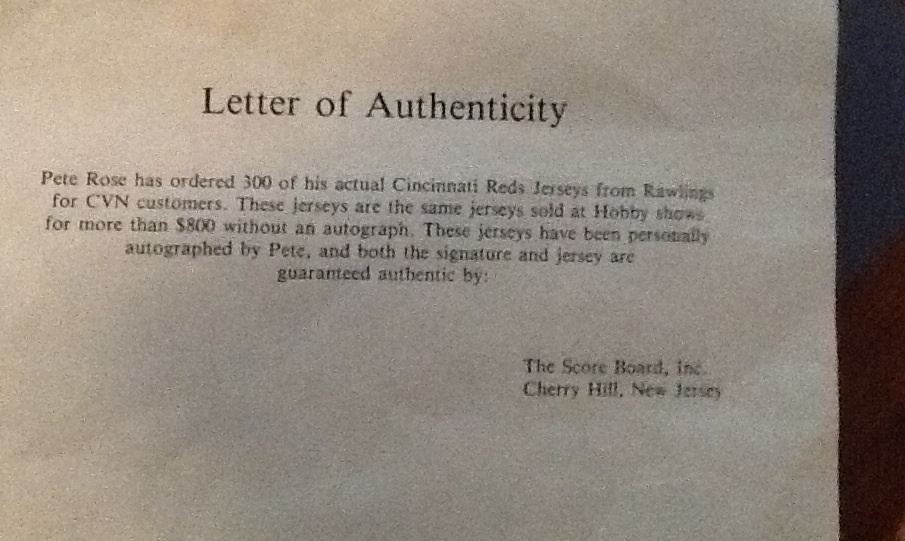 Letter of Authenticity
Pete Rose has ordered 300 of his actual Cincinnati Reds Jerseys from Rawlings
for CVN customers. These jerseys are the same jerseys sold at Hobby shows
for more than $800 without an autograph. These jerseys have been personally
autographed by Pete, and both the signature and jersey are
guaranteed authentic by:
The Score Board, Inc.
Cherry Hill, New Jersey